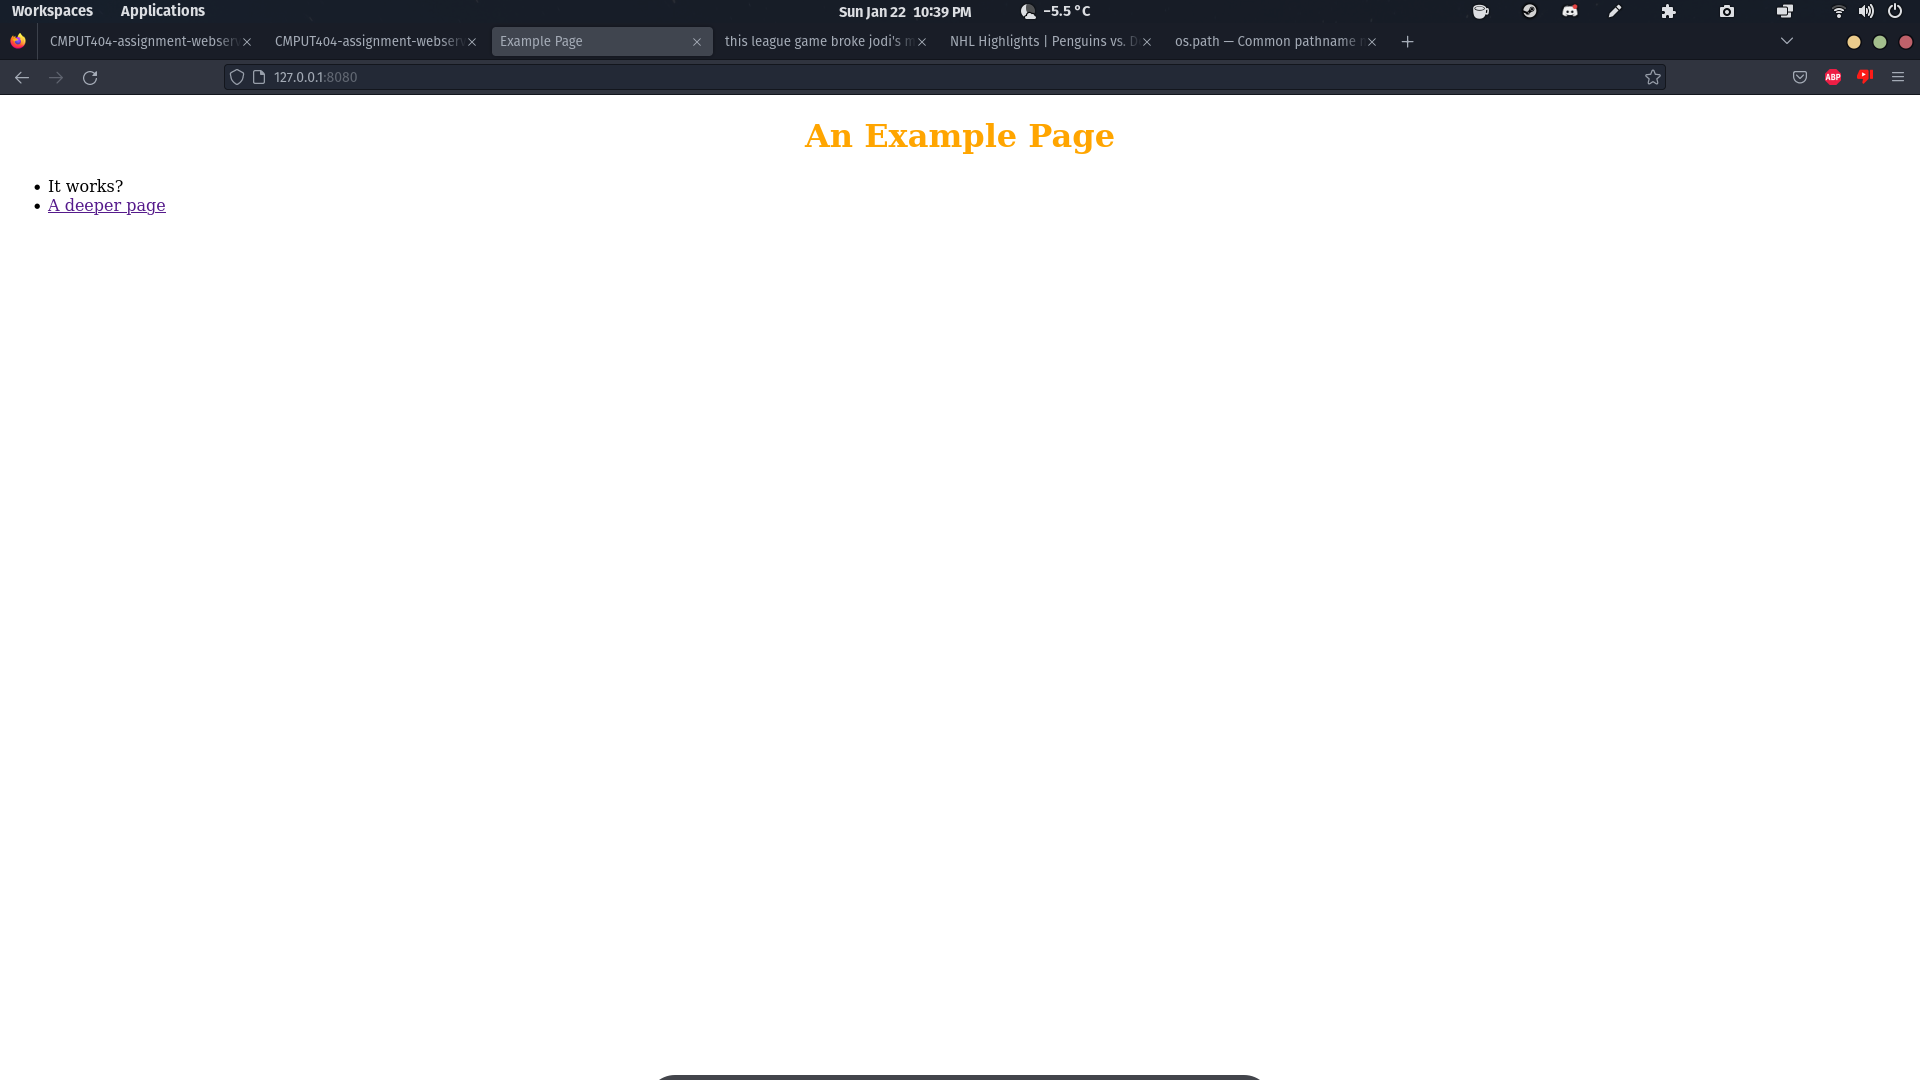 Workspaces Applications Sun Jan 22 10:39 PM -5.5 °C
CMPUT404-assignment-webserv CMPUT404-assignment-webserv Example Page this league game broke jodi's m NHL Highlights | Penguins vs. D os.path — Common pathname
127.0.0.1:8080 ABP
An Example Page
• It works?
• A deeper page